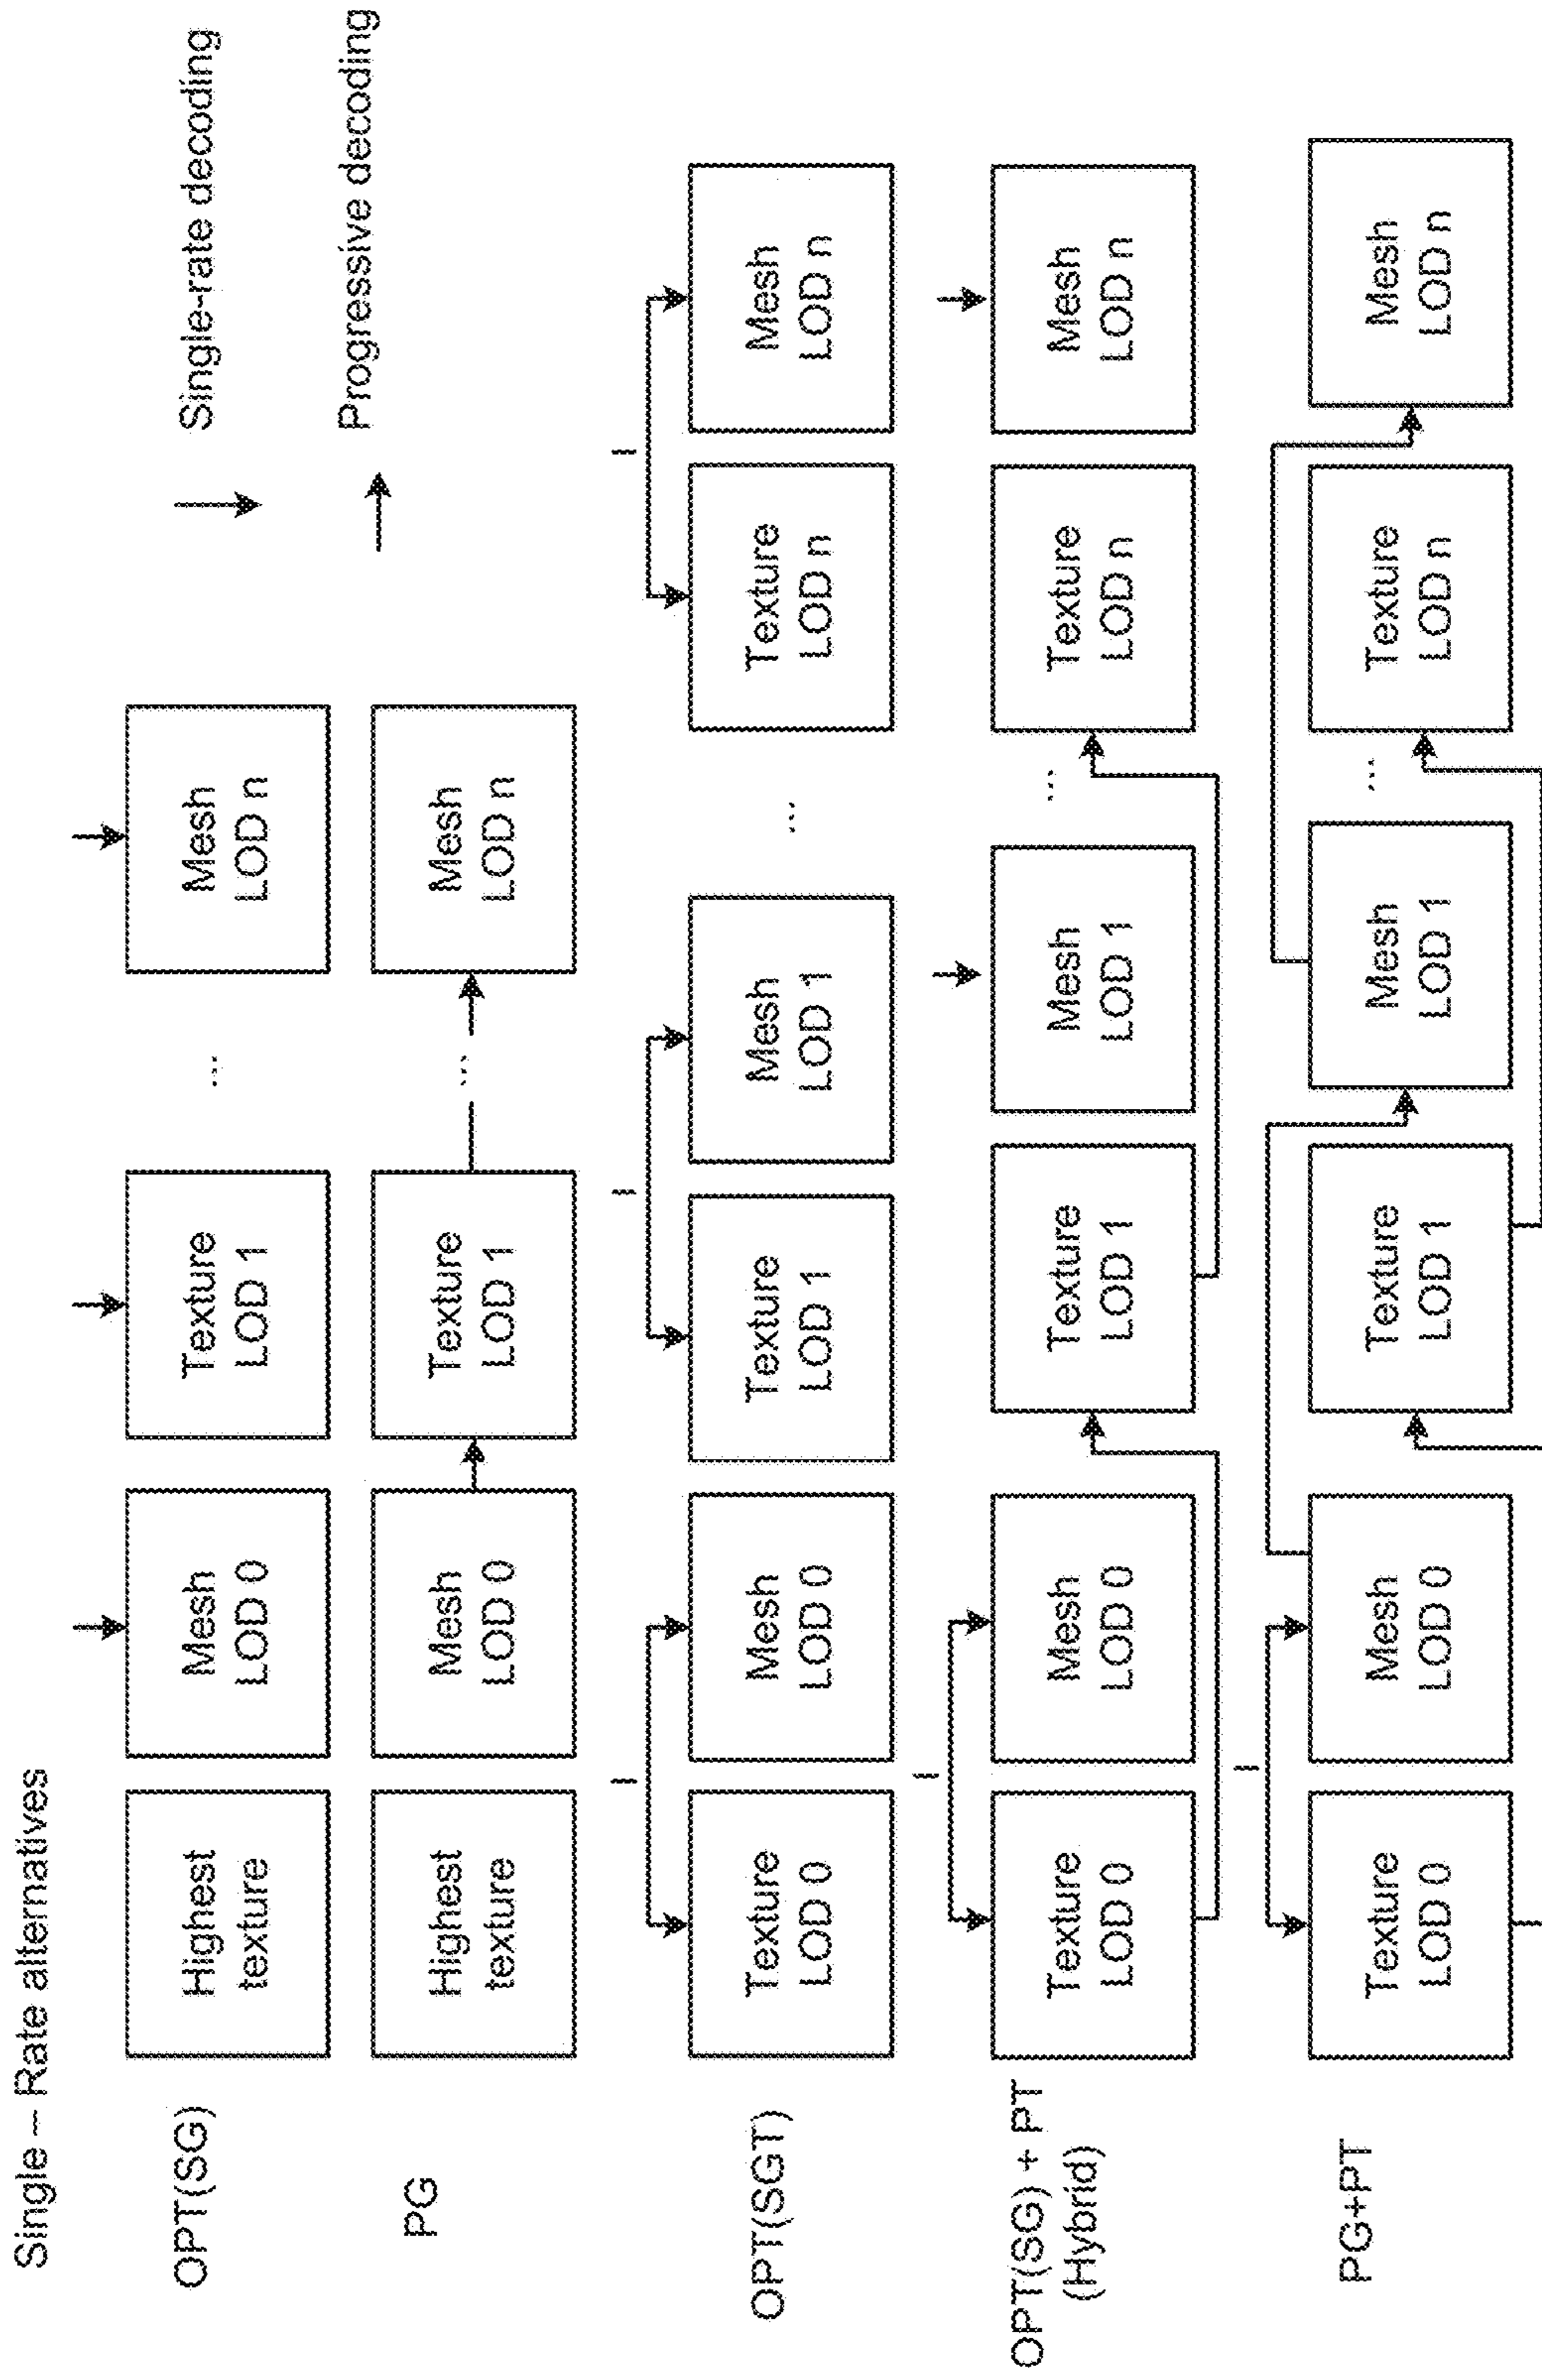 Single – Rate alternatives
Single-rate decoding
Progressive decoding
OPT(SG)
Highest
texture
Mesh
LOD 0
Texture
LOD 1
...
Mesh
LOD n
PG
Highest
texture
Mesh
LOD 0
Texture
LOD 1
...
Mesh
LOD n
OPT(SGT)
Texture
LOD 0
Mesh
LOD 0
Texture
LOD 1
Mesh
LOD 1
...
Texture
LOD n
Mesh
LOD n
OPT(SG) + PT
(Hybrid)
Texture
LOD 0
Mesh
LOD 0
Texture
LOD 1
Mesh
LOD 1
...
Texture
LOD n
Mesh
LOD n
PG+PT
Texture
LOD 0
Mesh
LOD 0
Texture
LOD 1
Mesh
LOD 1
...
Texture
LOD n
Mesh
LOD n